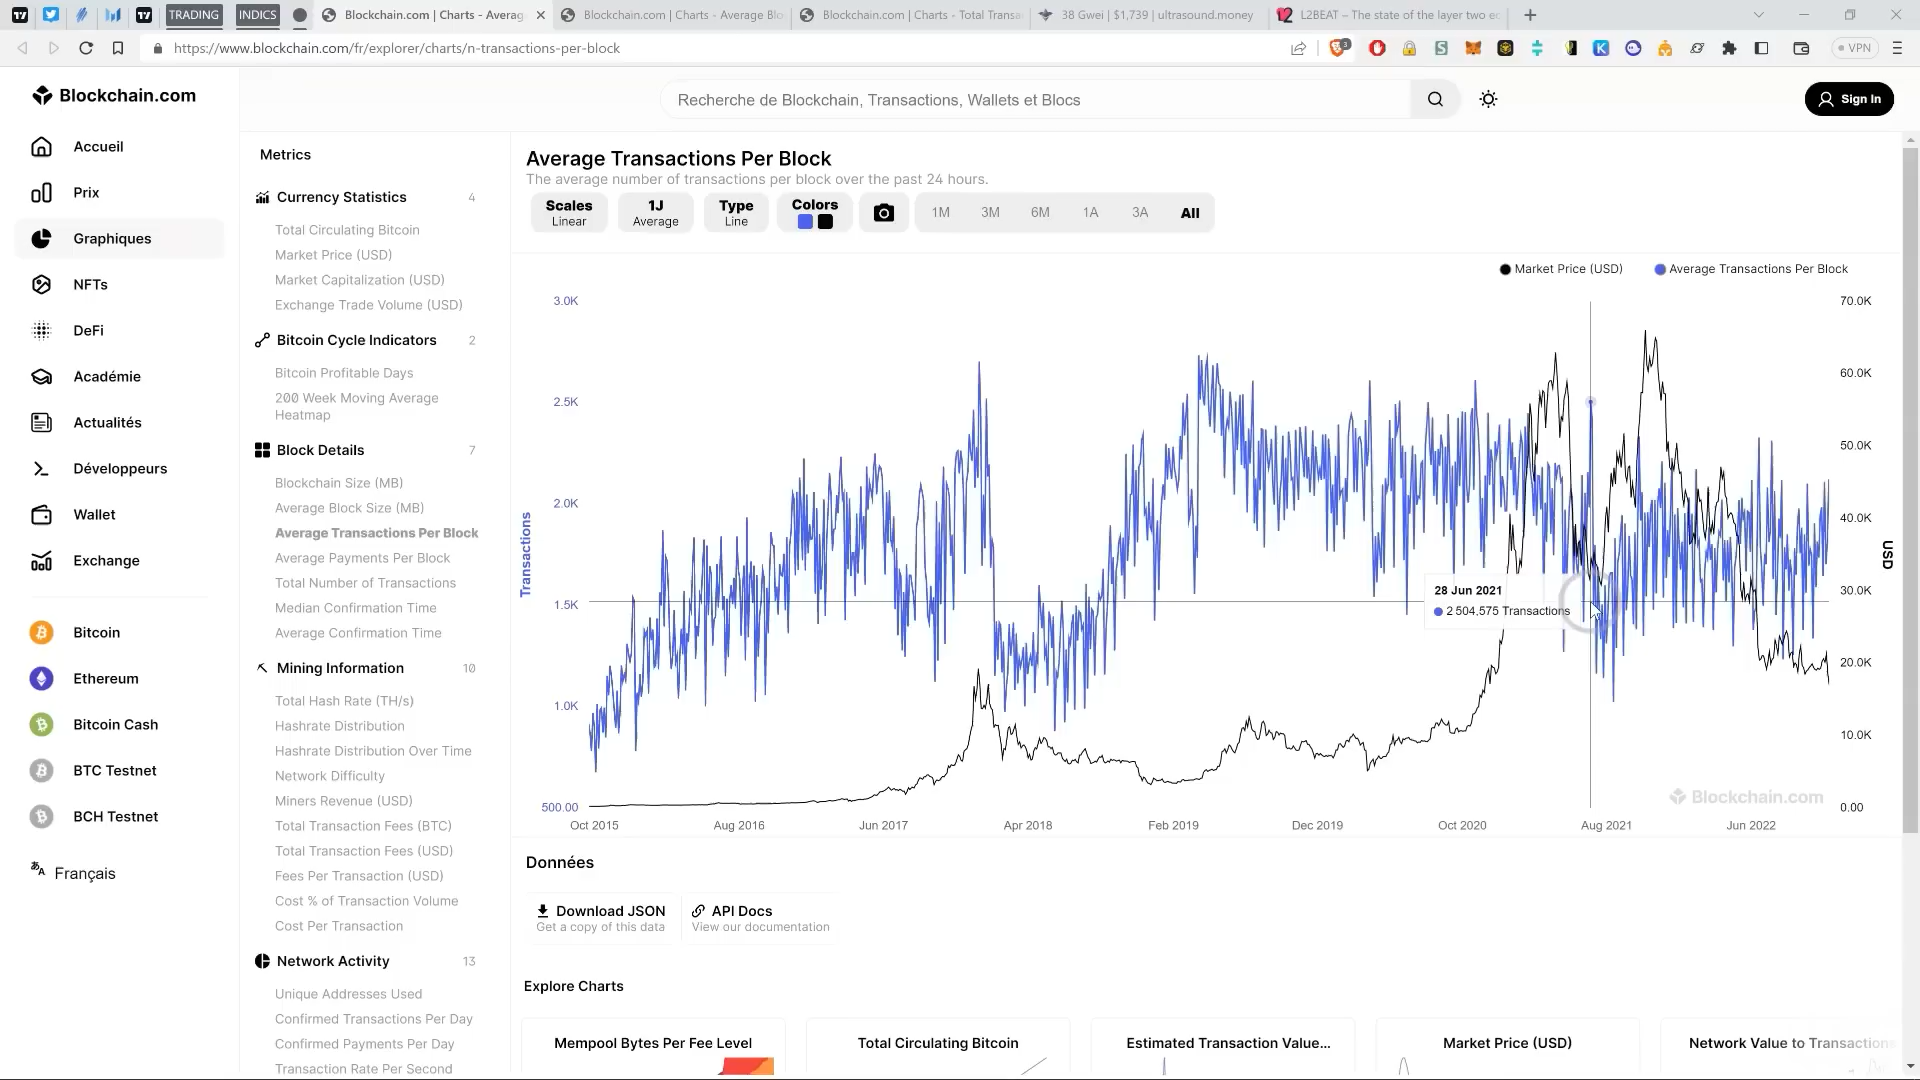 TRADING
INDICS
Blockchain.com | Charts - Averag
Blockchain.com | Charts - Average Blo
Blockchain.com | Charts - Total Transa
38 Gwei | $1,739 | ultrasound.money
L2BEAT – The state of the layer two ec
https://www.blockchain.com/fr/explorer/charts/n-transactions-per-block
3
VPN
Blockchain.com
Recherche de Blockchain, Transactions, Wallets et Blocs
Sign In
Accueil
Prix
Graphiques
NFTs
DeFi
Académie
Actualités
Développeurs
Wallet
Exchange
Bitcoin
Ethereum
Bitcoin Cash
BTC Testnet
BCH Testnet
Français
Metrics
Currency Statistics 4
Total Circulating Bitcoin
Market Price (USD)
Market Capitalization (USD)
Exchange Trade Volume (USD)
Bitcoin Cycle Indicators 2
Bitcoin Profitable Days
200 Week Moving Average
Heatmap
Block Details 7
Blockchain Size (MB)
Average Block Size (MB)
Average Transactions Per Block
Average Payments Per Block
Total Number of Transactions
Median Confirmation Time
Average Confirmation Time
Mining Information 10
Total Hash Rate (TH/s)
Hashrate Distribution
Hashrate Distribution Over Time
Network Difficulty
Miners Revenue (USD)
Total Transaction Fees (BTC)
Total Transaction Fees (USD)
Fees Per Transaction (USD)
Cost % of Transaction Volume
Cost Per Transaction
Network Activity 13
Unique Addresses Used
Confirmed Transactions Per Day
Confirmed Payments Per Day
Transaction Rate Per Second
Average Transactions Per Block
The average number of transactions per block over the past 24 hours.
Scales
Linear
1J
Average
Type
Line
Colors
1M 3M 6M 1A 3A All
Market Price (USD) Average Transactions Per Block
3.0K
2.5K
2.0K
1.5K
1.0K
500.00
Transactions
70.0K
60.0K
50.0K
40.0K
30.0K
20.0K
10.0K
0.00
USD
28 Jun 2021
2 504,575 Transactions
Blockchain.com
Oct 2015 Aug 2016 Jun 2017 Apr 2018 Feb 2019 Dec 2019 Oct 2020 Aug 2021 Jun 2022
Données
Download JSON
Get a copy of this data
API Docs
View our documentation
Explore Charts
Mempool Bytes Per Fee Level
Total Circulating Bitcoin
Estimated Transaction Value...
Market Price (USD)
Network Value to Transactions